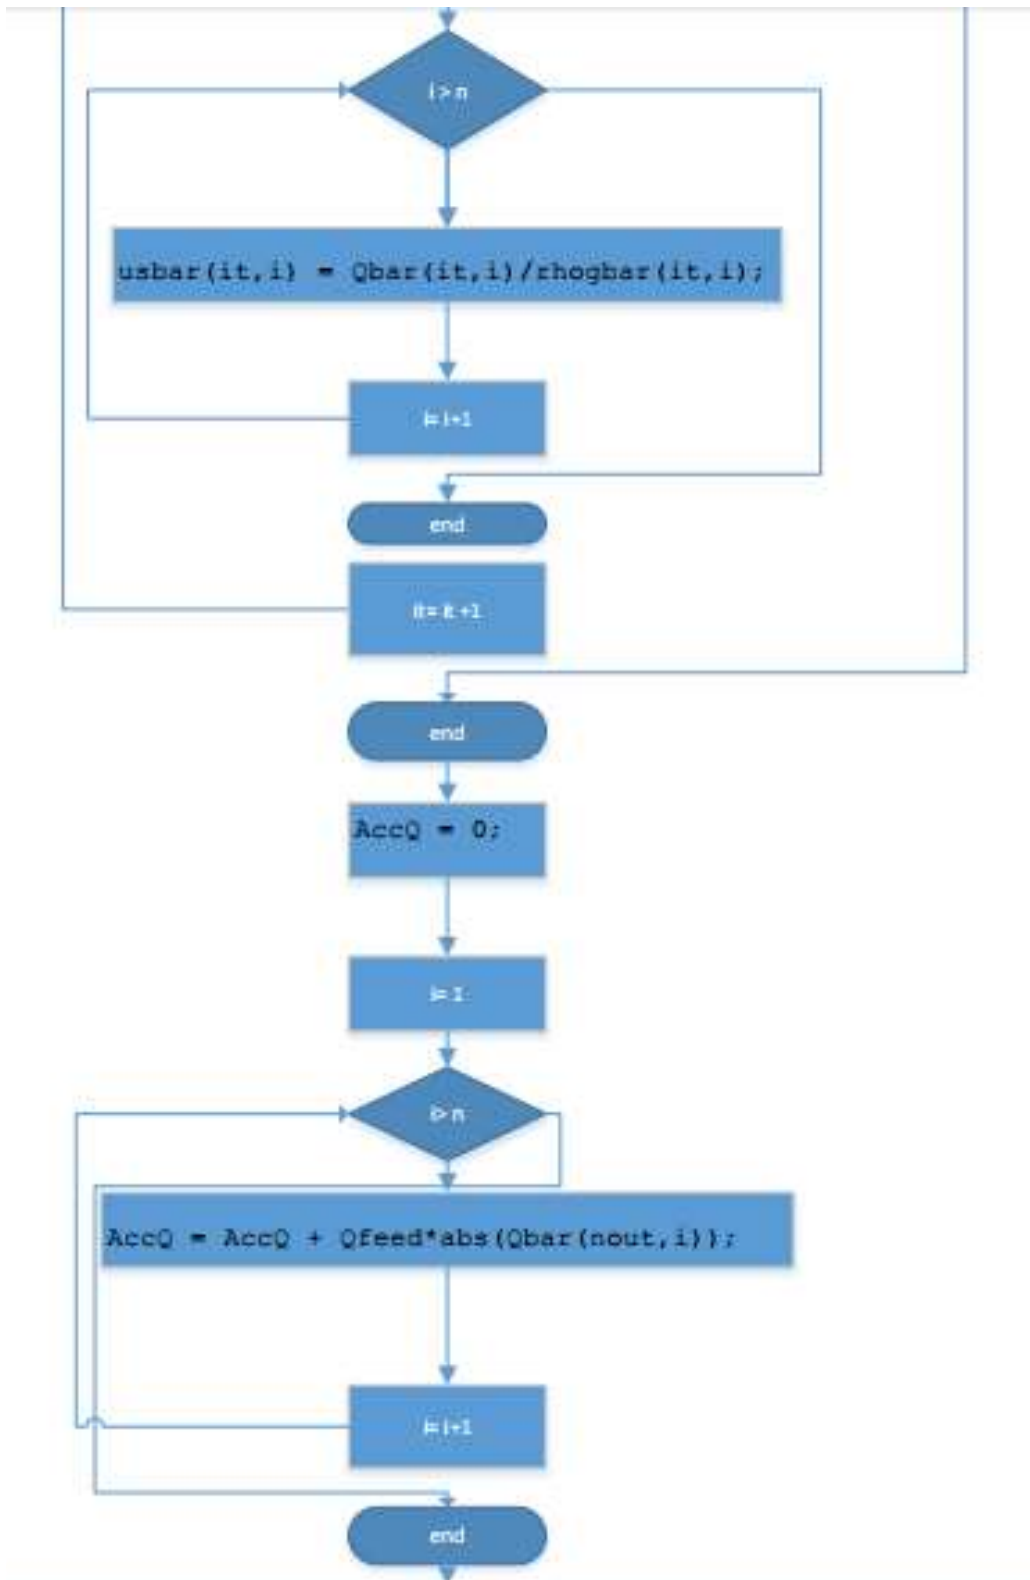 i > n
usbar(it,i) = Qbar(it,i)/rhogbar(it,i);
i= i+1
end
it= it +1
end
AccQ = 0;
i= 1
i> n
AccQ = AccQ + Qfeed*abs(Qbar(nout,i));
i= i+1
end